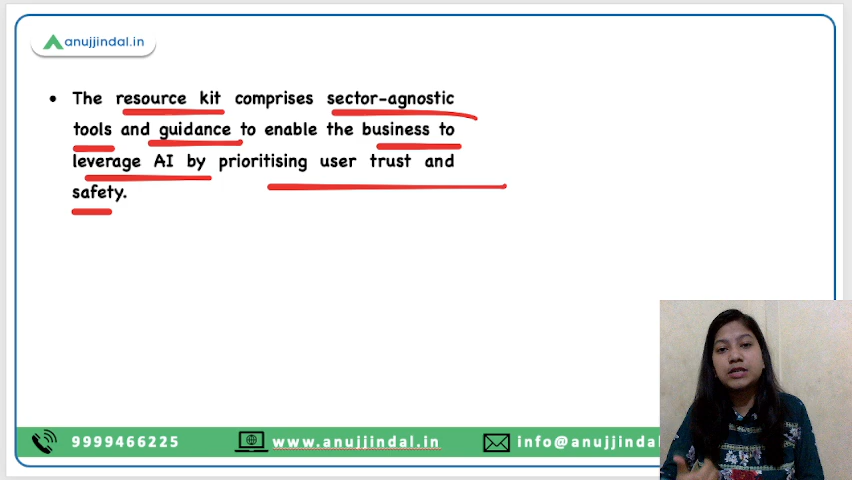 anujjindal.in
• The resource kit comprises sector-agnostic
tools and guidance to enable the business to
leverage AI by prioritising user trust and
safety.
9999466225
www.anujjindal.in
info@anujjindal